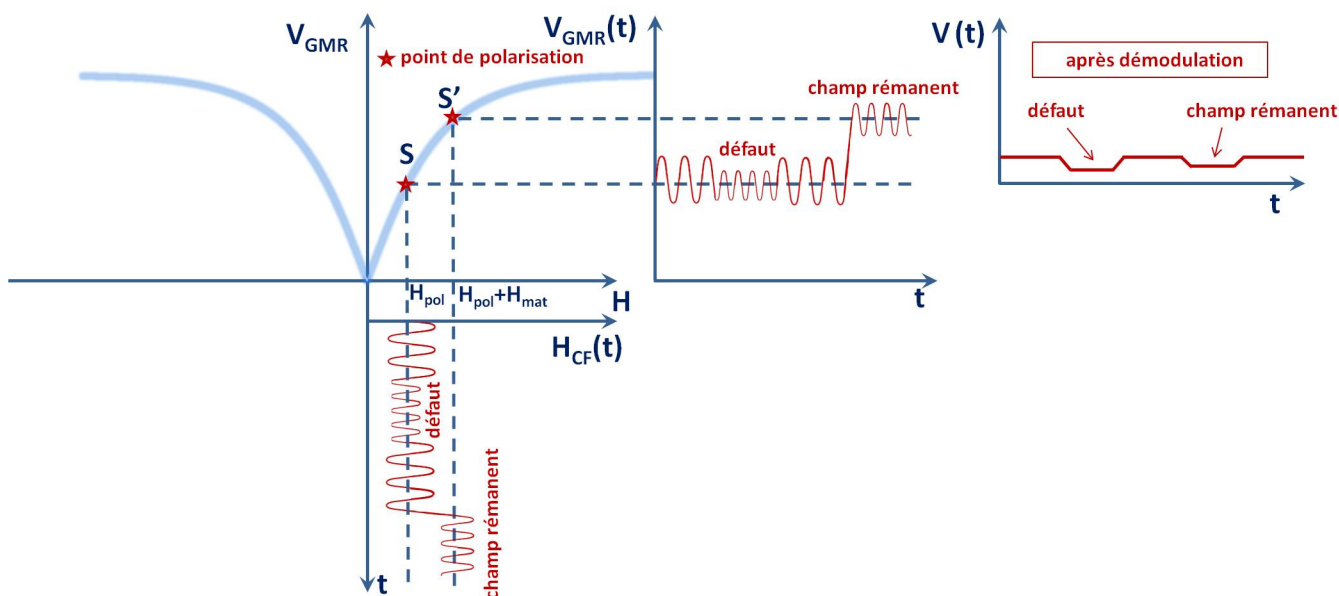 V_GMR
point de polarisation
S'
S
H_pol
H_pol+H_mat
H
H_CF(t)
défaut
champ rémanent
t
V_GMR(t)
champ rémanent
défaut
t
V (t)
après démodulation
défaut
champ rémanent
t